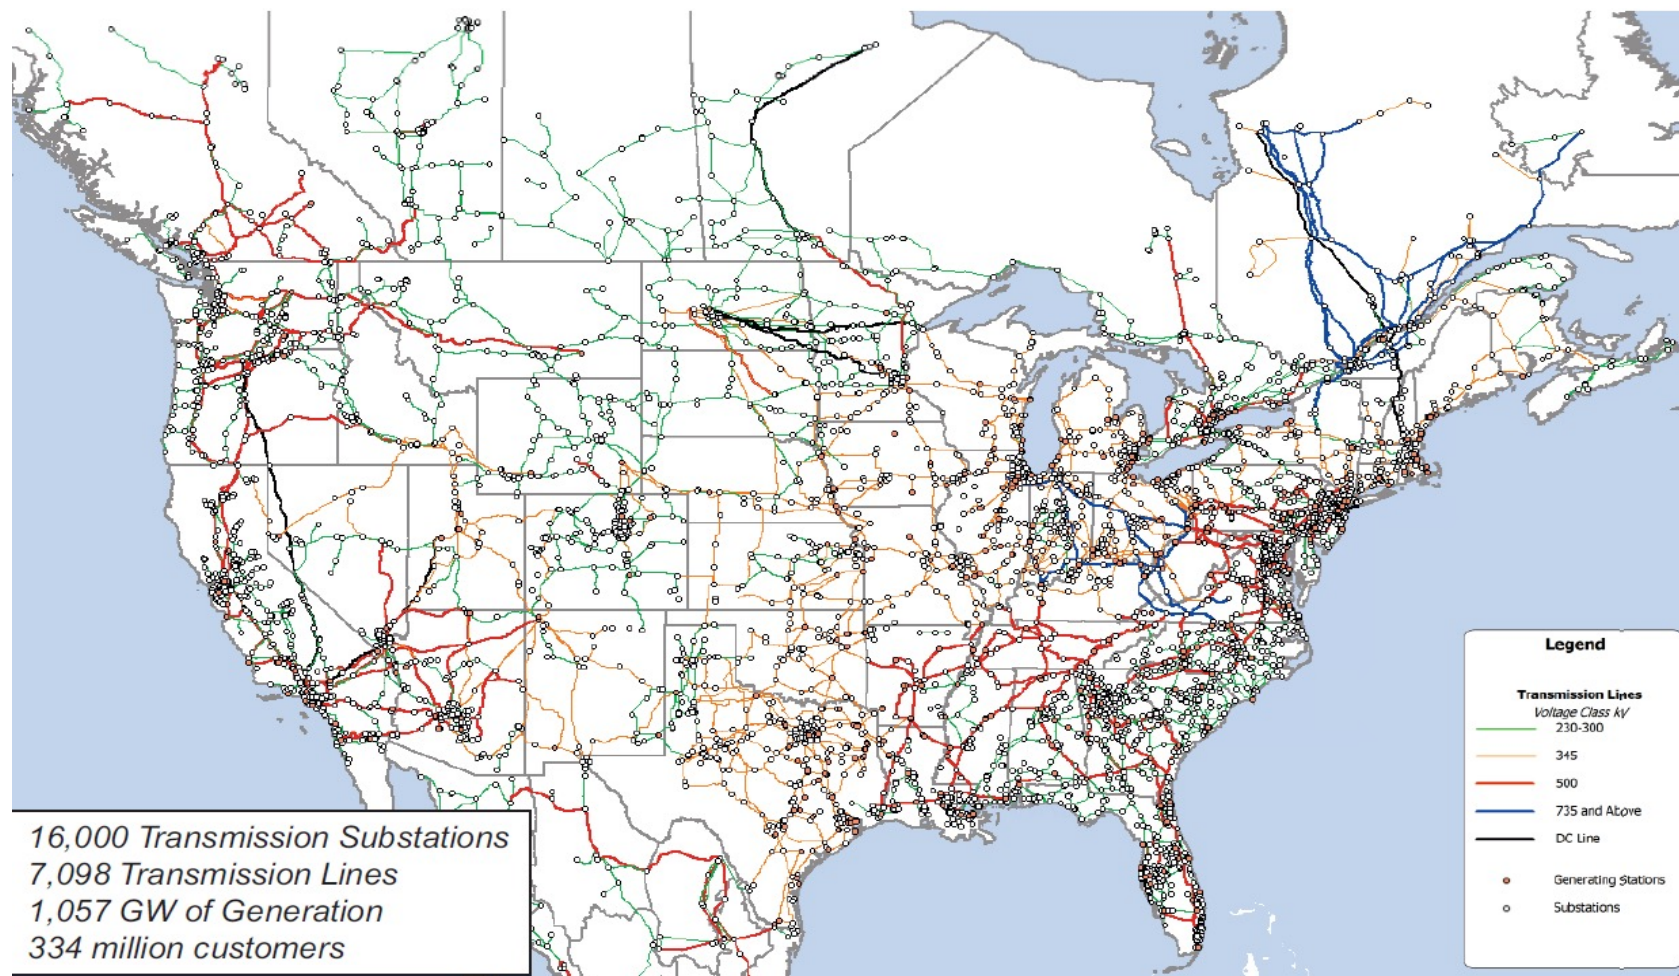 Legend
Transmission Lines
Voltage Class kV
230-300
345
500
735 and Above
DC Line
Generating Stations
Substations
16,000 Transmission Substations
7,098 Transmission Lines
1,057 GW of Generation
334 million customers